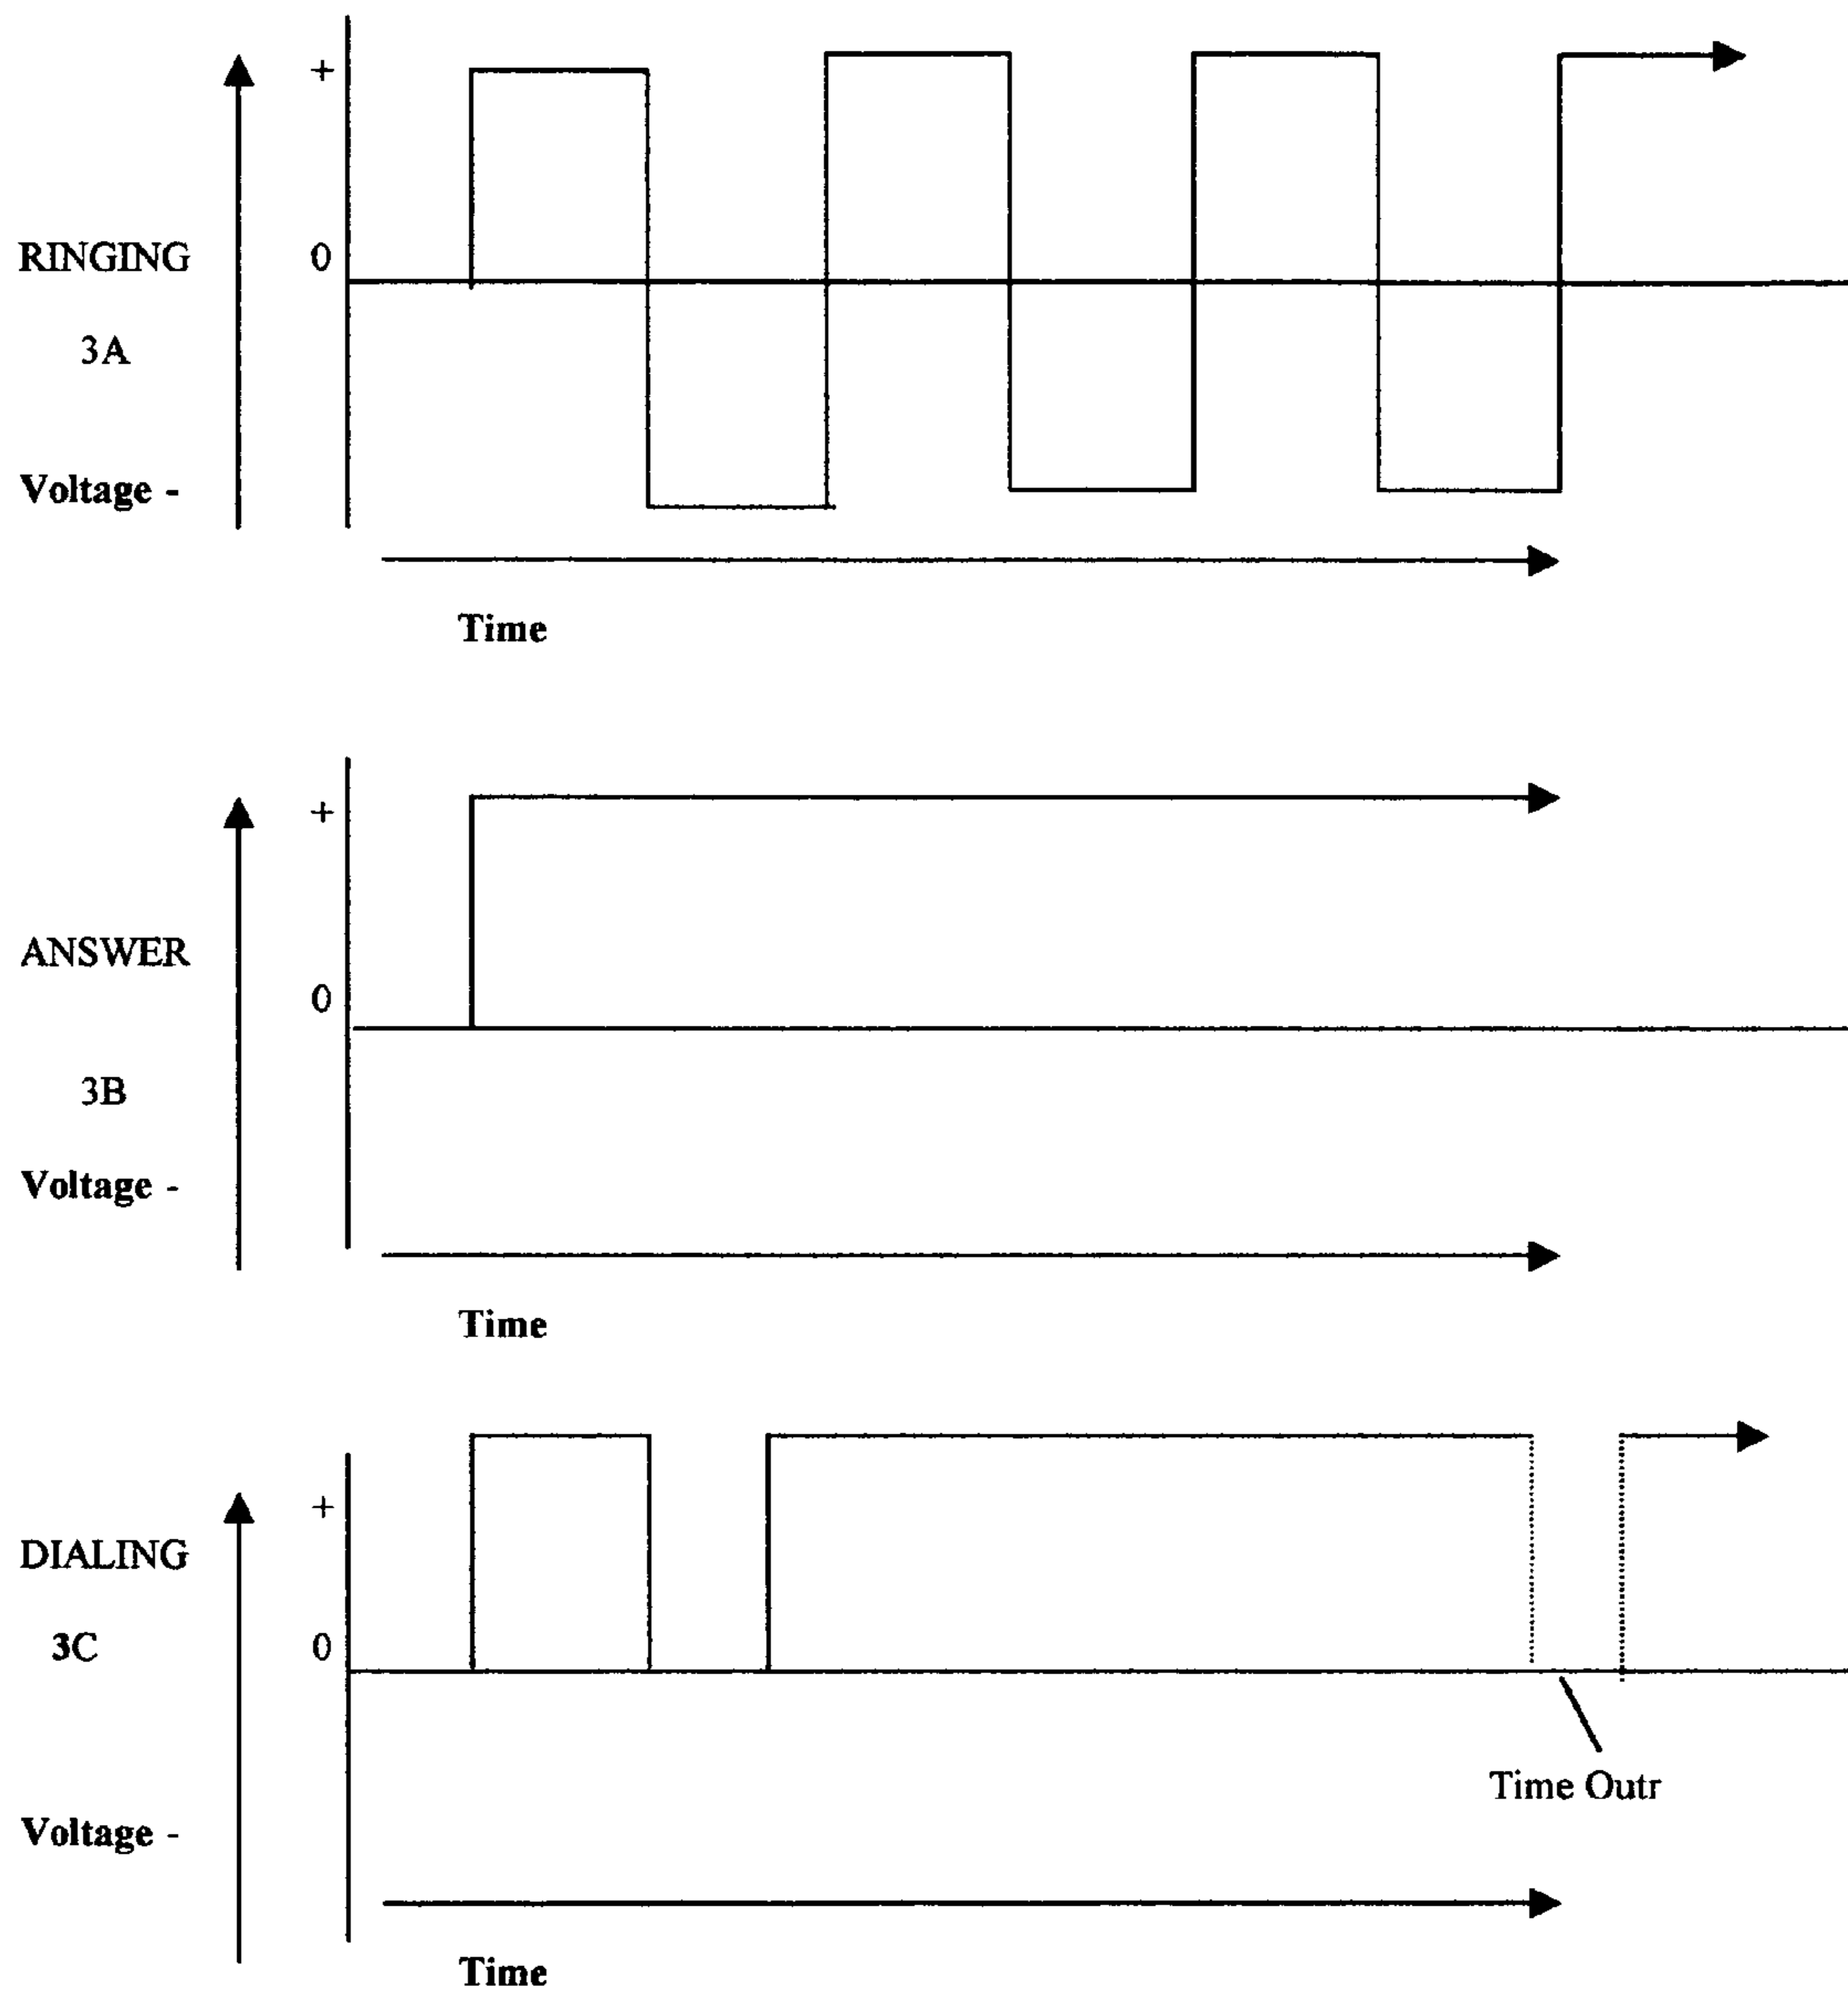 +
RINGING 0
3A
Voltage -
Time
+
ANSWER
0
3B
Voltage -
Time
+
DIALING
3C 0
Time Outr
Voltage -
Time